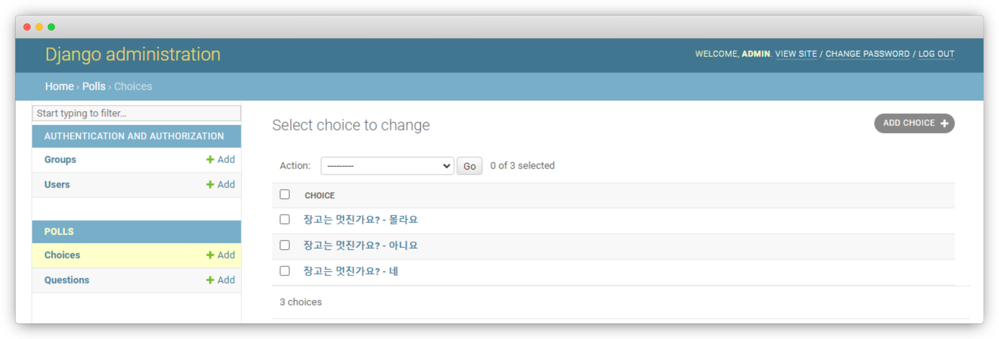 Django administration
WELCOME, ADMIN. VIEW SITE / CHANGE PASSWORD / LOG OUT
Home › Polls › Choices
Start typing to filter...
AUTHENTICATION AND AUTHORIZATION
Groups + Add
Users + Add
POLLS
Choices + Add
Questions + Add
Select choice to change
ADD CHOICE +
Action: --------- Go 0 of 3 selected
CHOICE
장고는 멋진가요? - 몰라요
장고는 멋진가요? - 아니요
장고는 멋진가요? - 네
3 choices